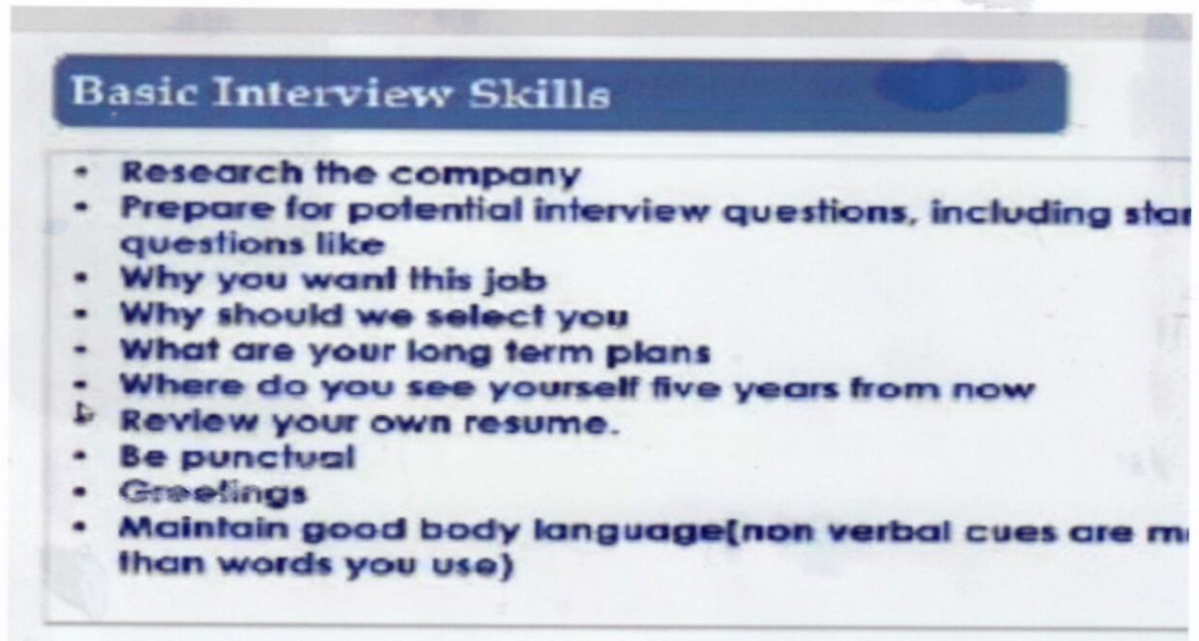 Basic Interview Skills
• Research the company
• Prepare for potential interview questions, including
questions like
• Why you want this job
• Why should we select you
• What are your long term plans
• Where do you see yourself five years from now
Review your own resume.
• Be punctual
• Greetings
• Maintain good body language(non verbal cues are
than words you use)